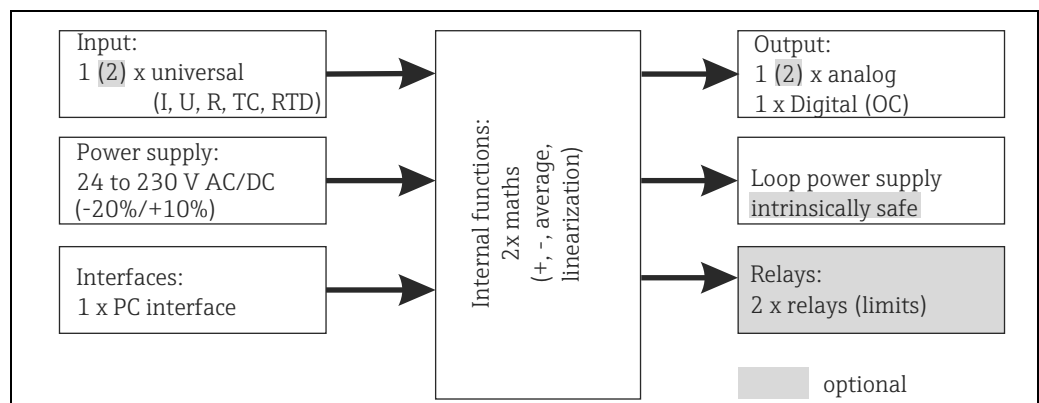 Input:
1 (2) x universal
(I, U, R, TC, RTD)
Power supply:
24 to 230 V AC/DC
(-20%/+10%)
Interfaces:
1 x PC interface
Internal functions:
2x maths
(+, -, average,
linearization)
Output:
1 (2) x analog
1 x Digital (OC)
Loop power supply
intrinsically safe
Relays:
2 x relays (limits)
optional